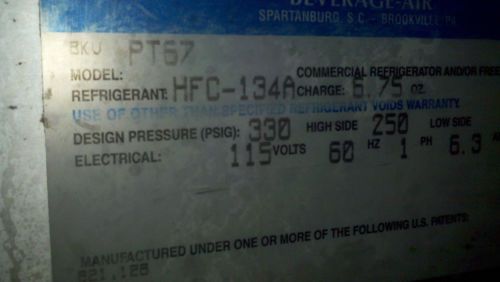 BEVERAGE-AIR
SPARTANBURG, S.C - BROOKVILLE, PA
PT67
MODEL: COMMERCIAL REFRIGERATOR AND/OR FREE
REFRIGERANT: HFC-134A CHARGE: 6.75 OZ.
USE OF OTHER THAN SPECIFIED REFRIGERANT VOIDS WARRANTY.
DESIGN PRESSURE (PSIG): 330 HIGH SIDE 250 LOW SIDE
ELECTRICAL: 115 VOLTS 60 HZ 1 PH 6.3 A
MANUFACTURED UNDER ONE OR MORE OF THE FOLLOWING U.S. PATENTS: